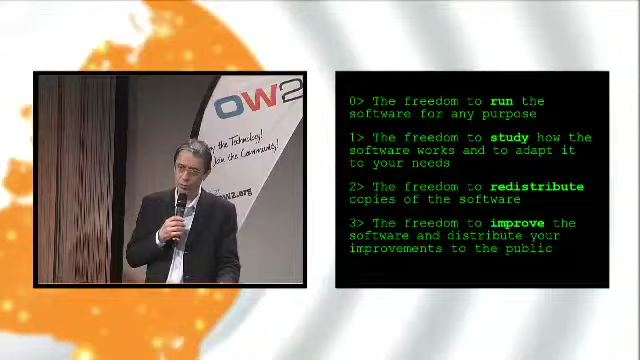 OW2
the Technology!
Join the Community!
ow2.org
0> The freedom to run the
software for any purpose
1> The freedom to study how the
software works and to adapt it
to your needs
2> The freedom to redistribute
copies of the software
3> The freedom to improve the
software and distribute your
improvements to the public